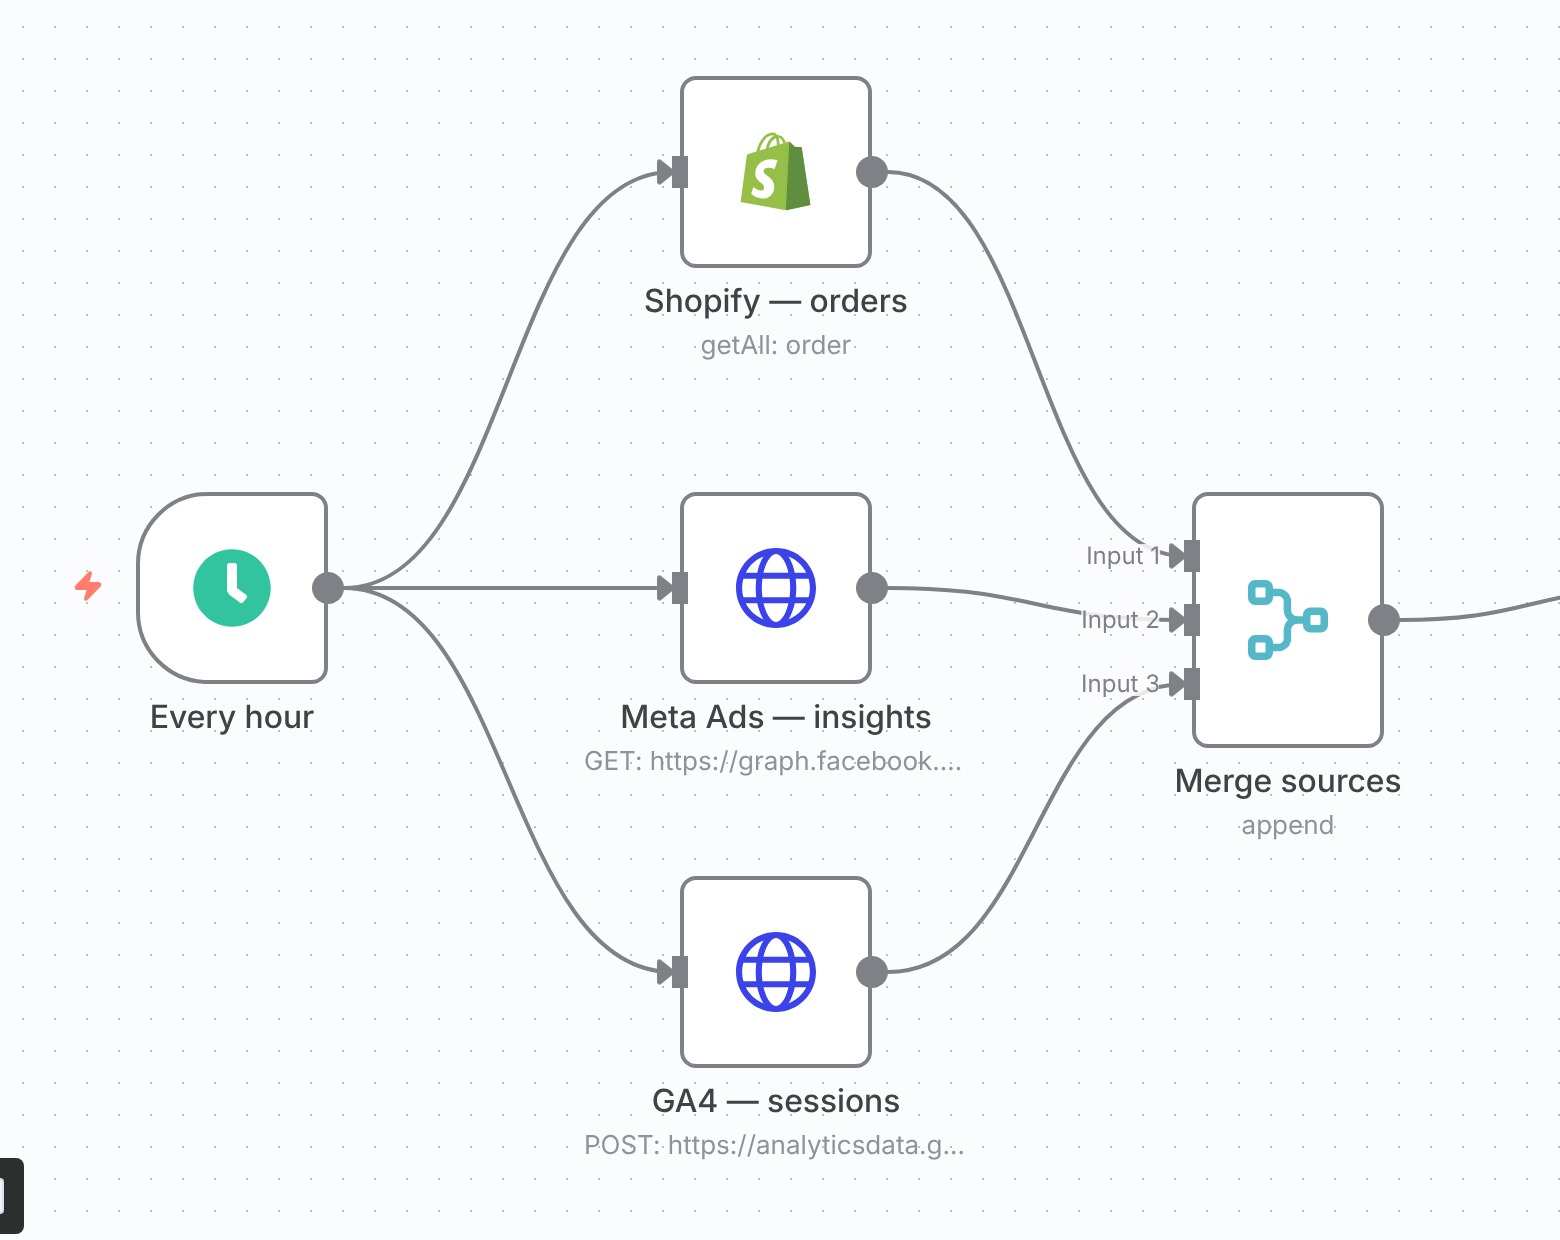 Shopify — orders
getAll: order
Every hour
Meta Ads — insights
GET: https://graph.facebook....
Input 1
Input 2
Input 3
Merge sources
append
GA4 — sessions
POST: https://analyticsdata.g...